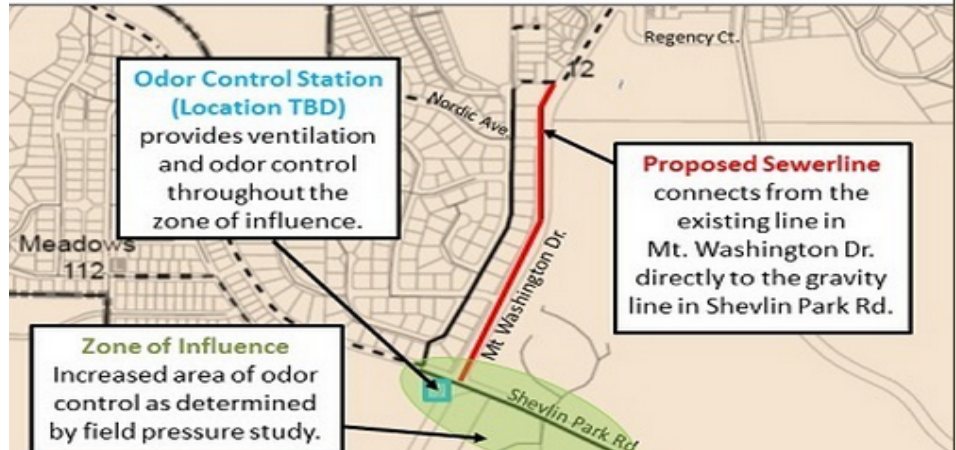 Regency Ct.
12
Odor Control Station
(Location TBD)
provides ventilation
and odor control
throughout the
zone of influence.
Nordic Ave.
Proposed Sewerline
connects from the
existing line in
Mt. Washington Dr.
directly to the gravity
line in Shevlin Park Rd.
Meadows
112
Mt Washington Dr.
Zone of Influence
Increased area of odor
control as determined
by field pressure study.
Shevlin Park Rd